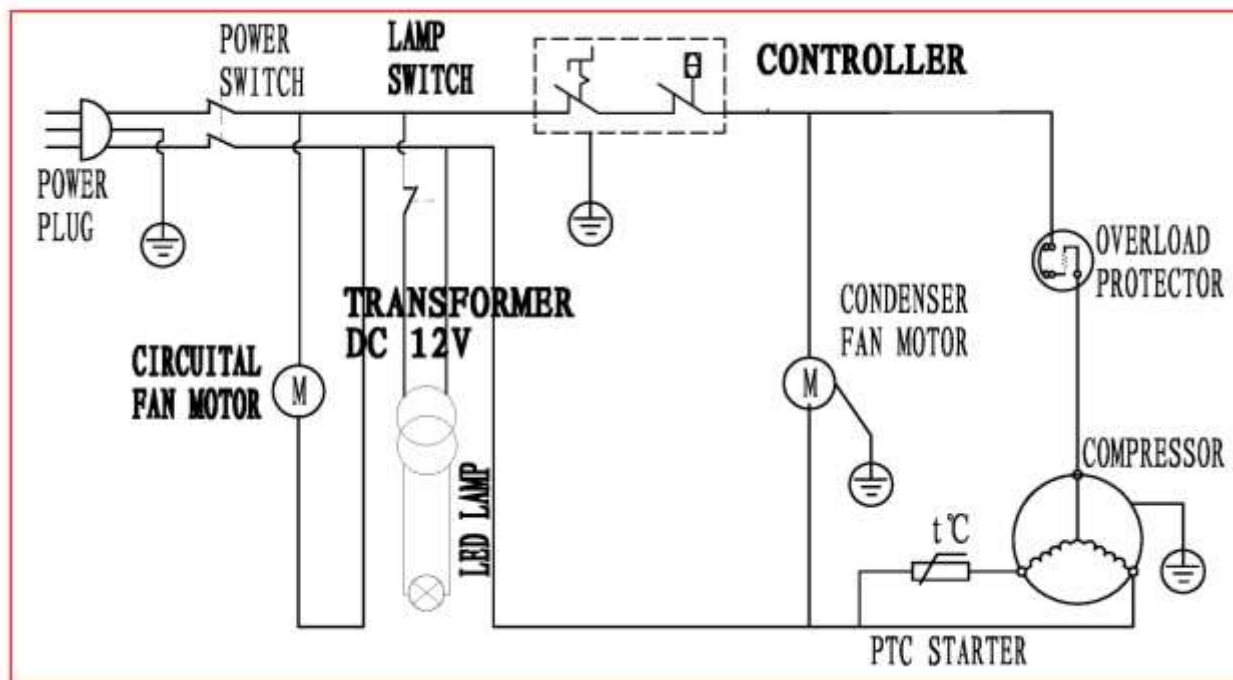 POWER
SWITCH
LAMP
SWITCH
CONTROLLER
POWER
PLUG
OVERLOAD
PROTECTOR
TRANSFORMER
DC 12V
CONDENSER
FAN MOTOR
CIRCUITAL
FAN MOTOR
M
M
COMPRESSOR
LED LAMP
t℃
PTC STARTER